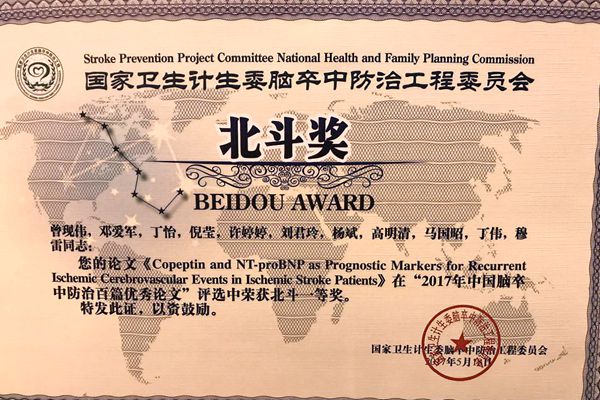 Stroke Prevention Project Committee National Health and Family Planning Commission
国家卫生计生委脑卒中防治工程委员会
北斗奖
BEIDOU AWARD
曾现伟，邓爱军，丁怡，倪莹，许婷婷，刘君玲，杨斌，高明清，马国昭，丁伟，穆
雷同志：
您的论文《Copeptin and NT-proBNP as Prognostic Markers for Recurrent
Ischemic Cerebrovascular Events in Ischemic Stroke Patients》在“2017年中国脑卒
中防治百篇优秀论文”评选中荣获北斗一等奖。
特发此证，以资鼓励。
国家卫生计生委脑卒中防治工程委员会
2017年5月